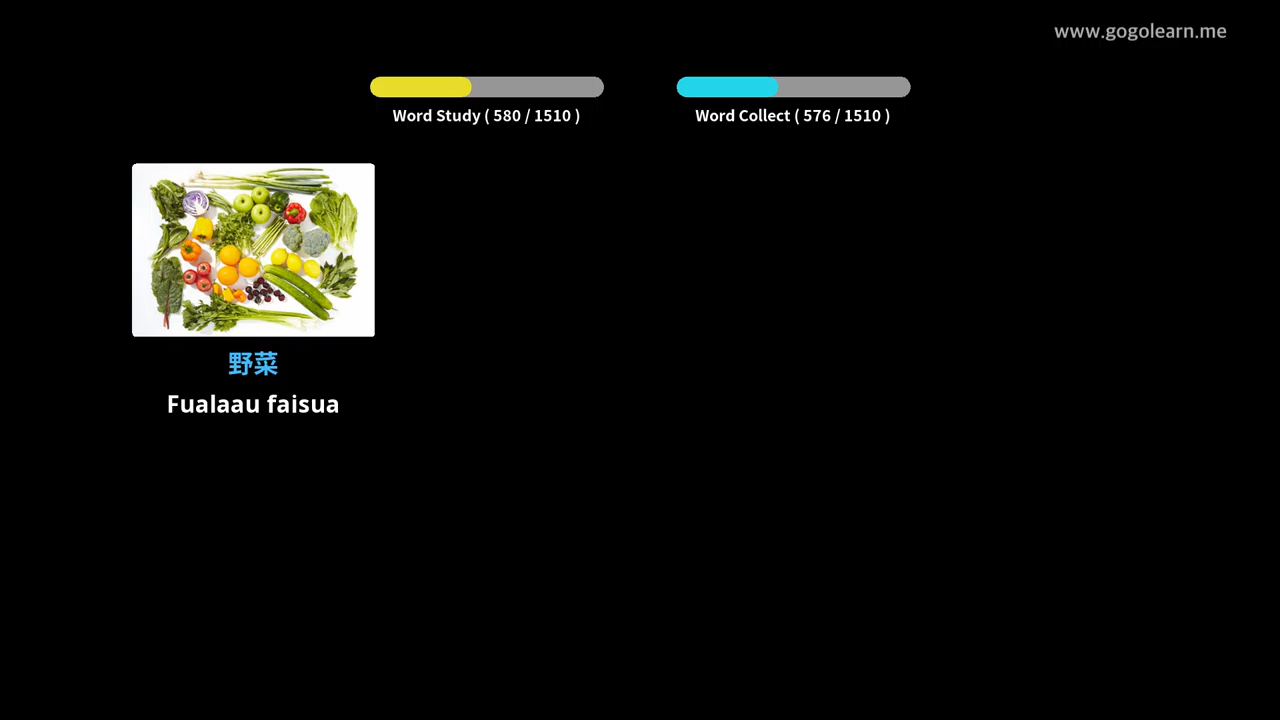 www.gogolearn.me
Word Study ( 580 / 1510 )
Word Collect ( 576 / 1510 )
野菜
Fualaau faisua